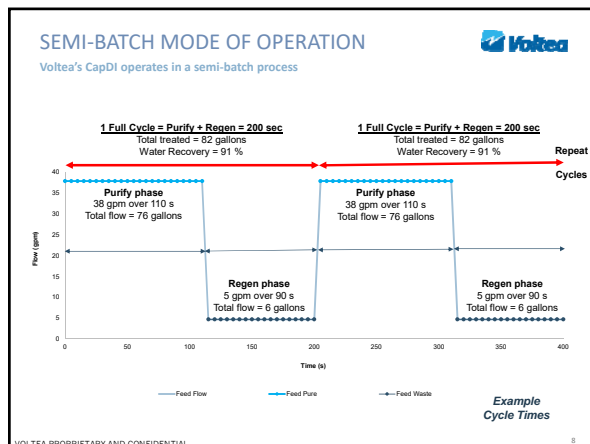 SEMI-BATCH MODE OF OPERATION
Voltea
Voltea's CapDI operates in a semi-batch process
1 Full Cycle = Purify + Regen = 200 sec
Total treated = 82 gallons
Water Recovery = 91 %
1 Full Cycle = Purify + Regen = 200 sec
Total treated = 82 gallons
Water Recovery = 91 %
Repeat
Cycles
40
35
30
25
20
15
10
5
0
Flow (gpm)
Purify phase
38 gpm over 110 s
Total flow = 76 gallons
Regen phase
5 gpm over 90 s
Total flow = 6 gallons
Purify phase
38 gpm over 110 s
Total flow = 76 gallons
Regen phase
5 gpm over 90 s
Total flow = 6 gallons
0 50 100 150 200 250 300 350 400
Time (s)
Feed Flow Feed Pure Feed Waste
Example
Cycle Times
VOLTEA PROPRIETARY AND CONFIDENTIAL
8